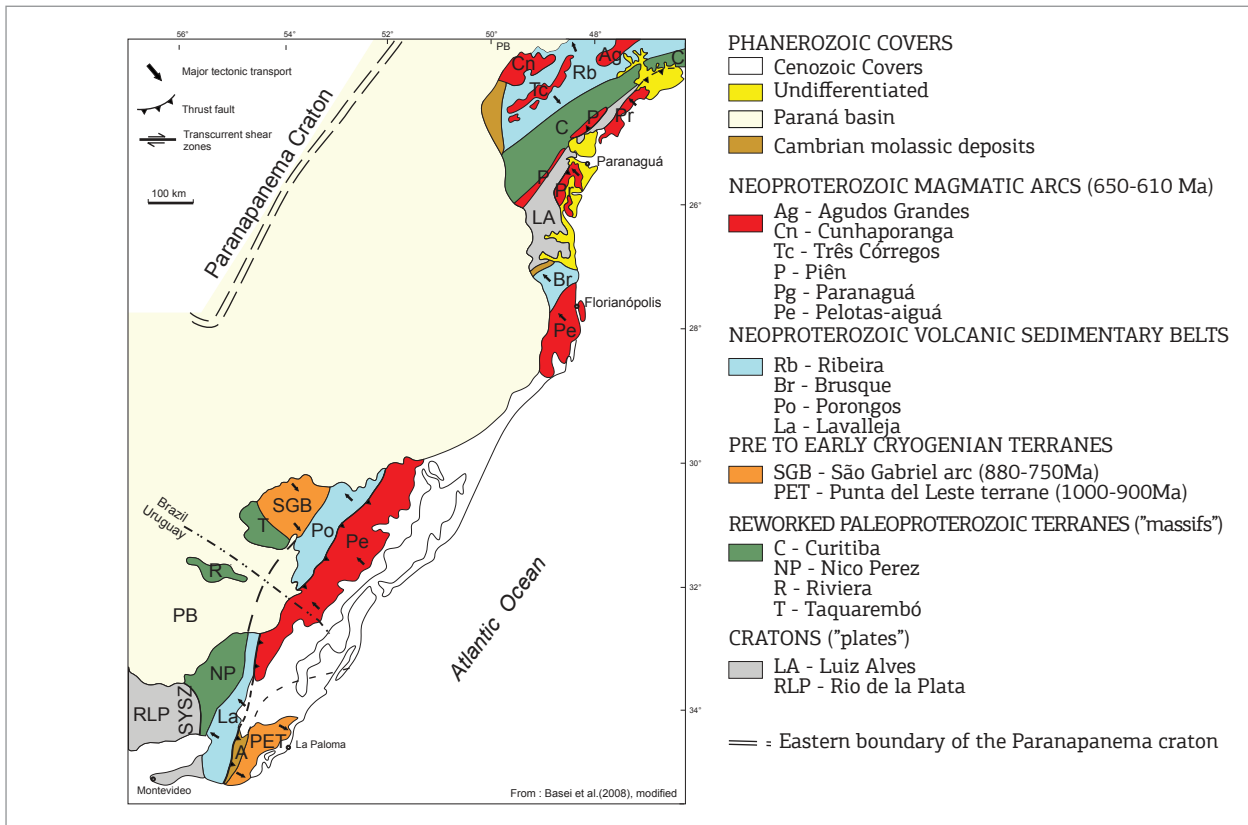 56°
54°
52°
50°
48°
PB
Major tectonic transport
Thrust fault
Transcurrent shear
zones
100 km
Paranapanema Craton
Cn
Ag
Rb
C
Tc
C
P
Pr
Paranaguá
P
P
26°
LA
Br
Florianópolis
Pe
28°
30°
SGB
T
Po
Brazil
Uruguay
Pe
R
32°
PB
Atlantic Ocean
NP
RLP
SYSZ
La
34°
PET
A
La Paloma
Montevideo
From : Basei et al.(2008), modified
PHANEROZOIC COVERS
Cenozoic Covers
Undifferentiated
Paraná basin
Cambrian molassic deposits
NEOPROTEROZOIC MAGMATIC ARCS (650-610 Ma)
Ag - Agudos Grandes
Cn - Cunhaporanga
Tc - Três Córregos
P - Piên
Pg - Paranaguá
Pe - Pelotas-aiguá
NEOPROTEROZOIC VOLCANIC SEDIMENTARY BELTS
Rb - Ribeira
Br - Brusque
Po - Porongos
La - Lavalleja
PRE TO EARLY CRYOGENIAN TERRANES
SGB - São Gabriel arc (880-750Ma)
PET - Punta del Leste terrane (1000-900Ma)
REWORKED PALEOPROTEROZOIC TERRANES ("massifs")
C - Curitiba
NP - Nico Perez
R - Riviera
T - Taquarembó
CRATONS ("plates")
LA - Luiz Alves
RLP - Rio de la Plata
Eastern boundary of the Paranapanema craton